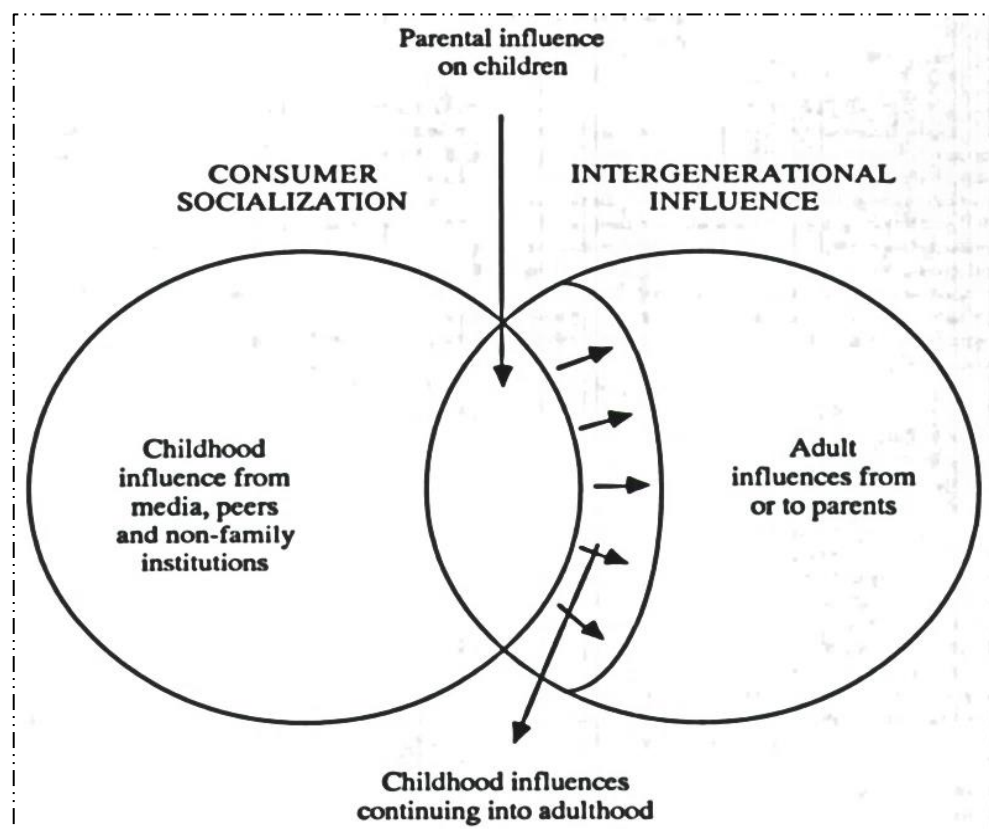 Parental influence
on children
CONSUMER
SOCIALIZATION
INTERGENERATIONAL
INFLUENCE
Childhood
influence from
media, peers
and non-family
institutions
Adult
influences from
or to parents
Childhood influences
continuing into adulthood